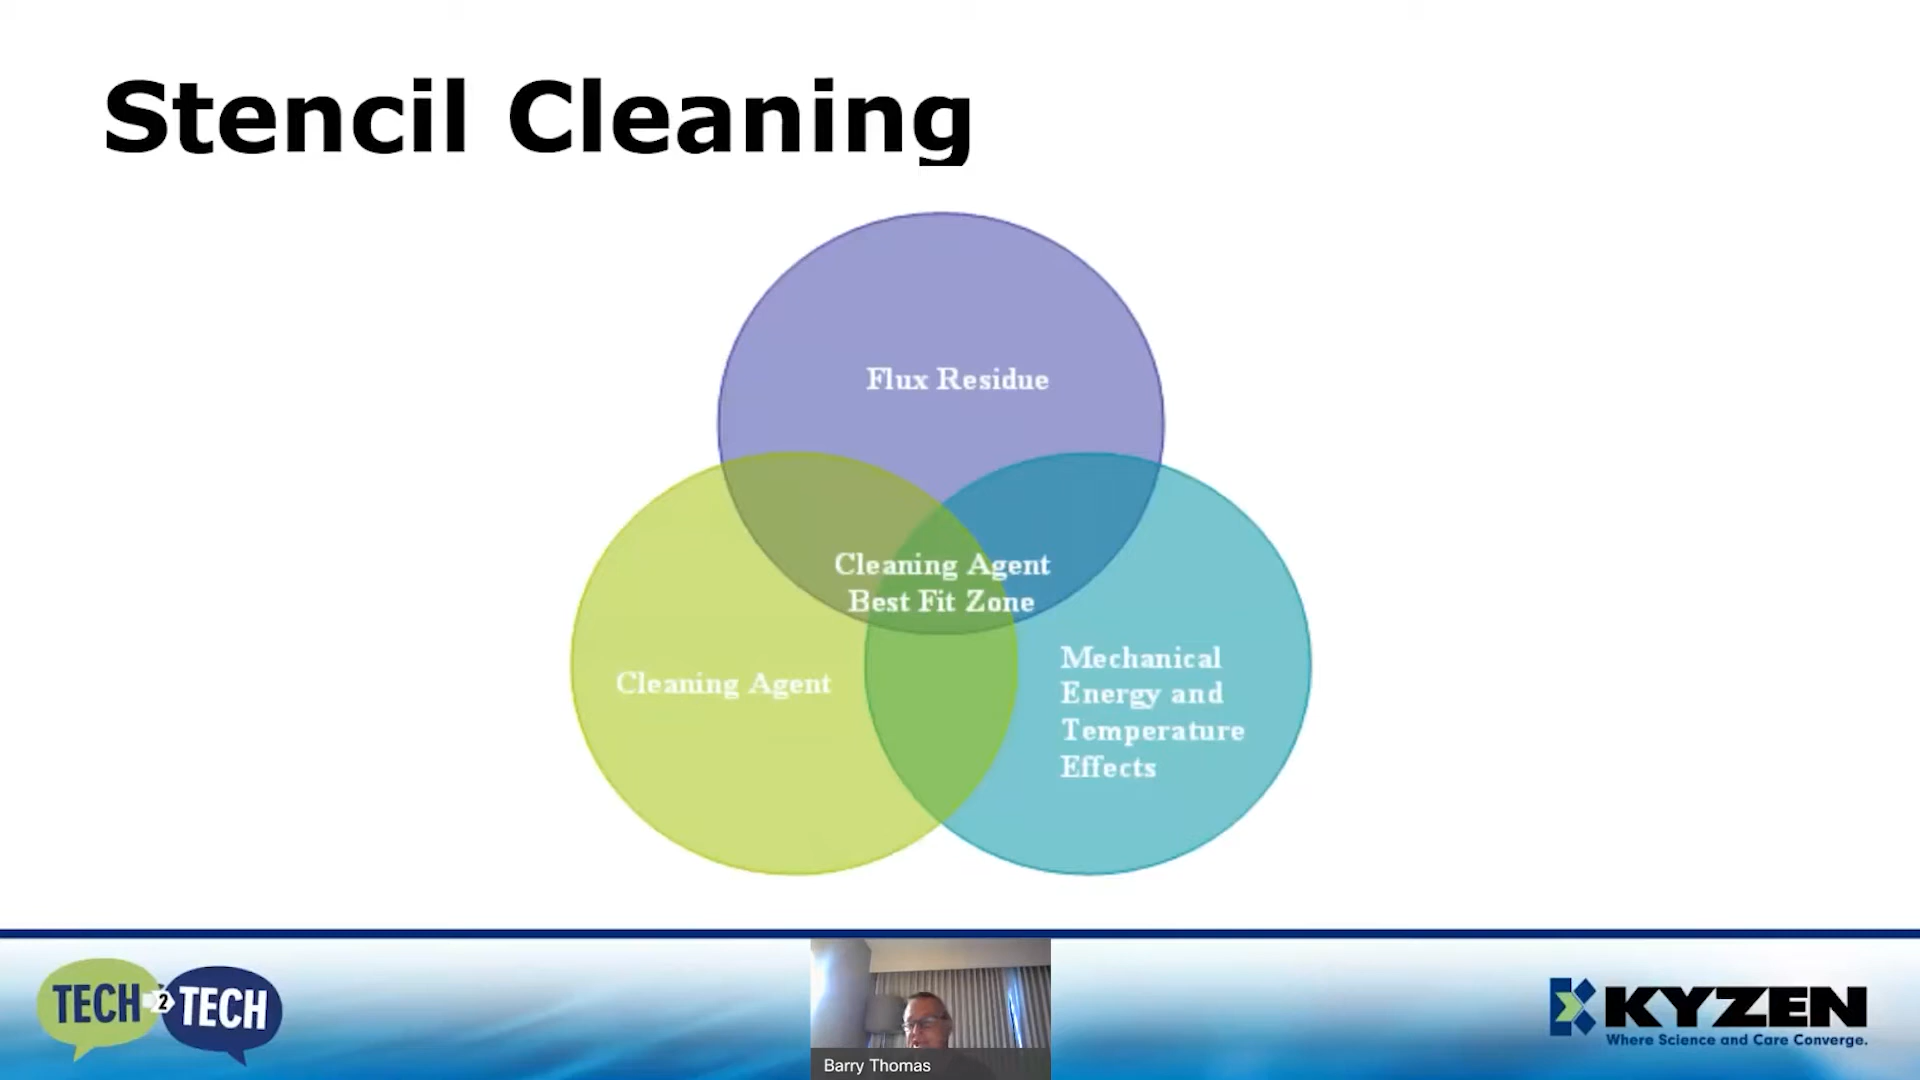 Stencil Cleaning
Flux Residue
Cleaning Agent
Best Fit Zone
Cleaning Agent
Mechanical
Energy and
Temperature
Effects
TECH 2 TECH
Barry Thomas
KYZEN
Where Science and Care Converge.